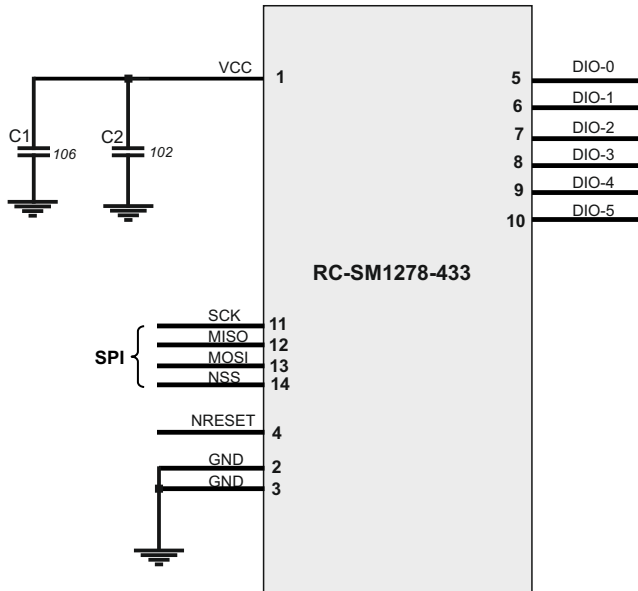 VCC 1
C1 106
C2 102
5 DIO-0
6 DIO-1
7 DIO-2
8 DIO-3
9 DIO-4
10 DIO-5
RC-SM1278-433
SPI
SCK 11
MISO 12
MOSI 13
NSS 14
NRESET 4
GND 2
GND 3